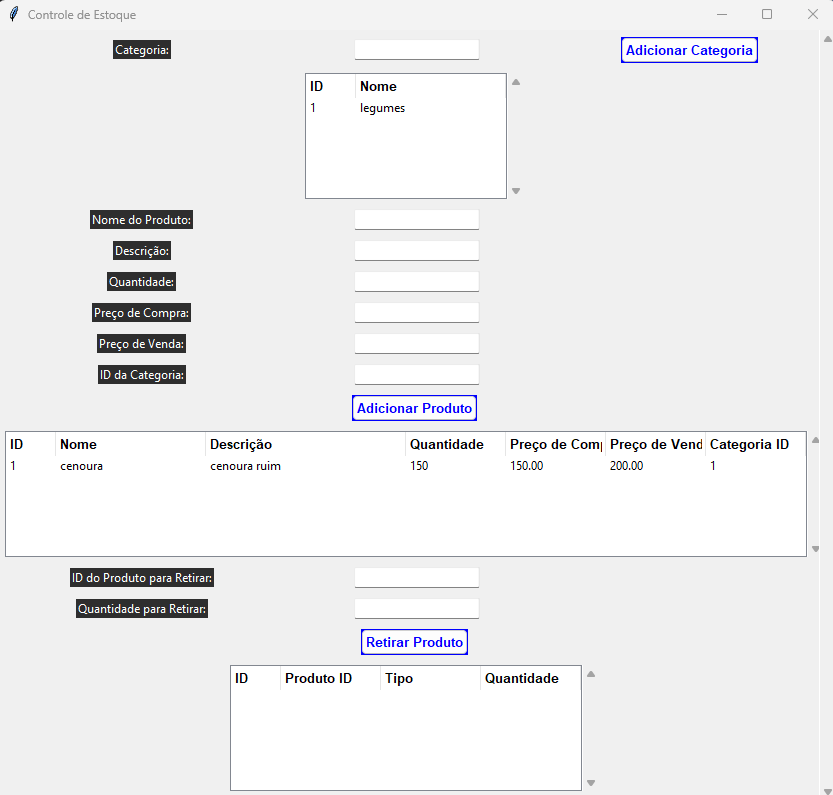 Controle de Estoque
Categoria: Adicionar Categoria
ID Nome
1 legumes
Nome do Produto:
Descrição:
Quantidade:
Preço de Compra:
Preço de Venda:
ID da Categoria:
Adicionar Produto
ID Nome Descrição Quantidade Preço de Comp Preço de Vend Categoria ID
1 cenoura cenoura ruim 150 150.00 200.00 1
ID do Produto para Retirar:
Quantidade para Retirar:
Retirar Produto
ID Produto ID Tipo Quantidade